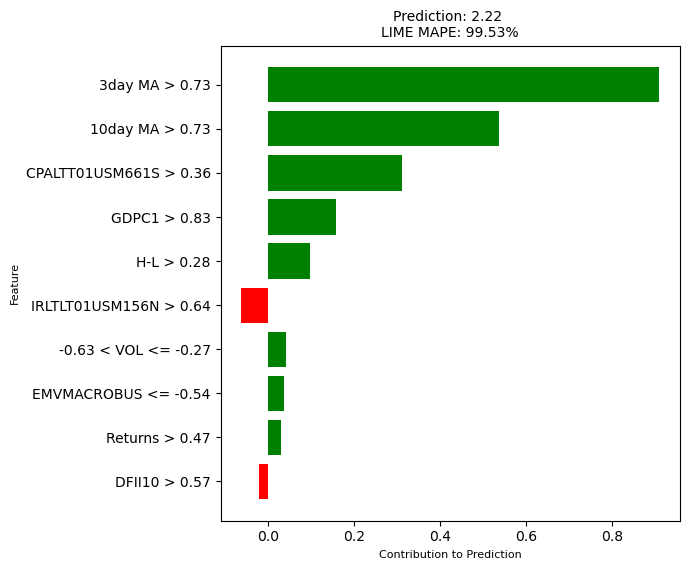 Prediction: 2.22
LIME MAPE: 99.53%
3day MA > 0.73
10day MA > 0.73
CPALTT01USM661S > 0.36
GDPC1 > 0.83
H-L > 0.28
IRLTLT01USM156N > 0.64
-0.63 < VOL <= -0.27
EMVMACROBUS <= -0.54
Returns > 0.47
DFII10 > 0.57
Feature
0.0 0.2 0.4 0.6 0.8
Contribution to Prediction